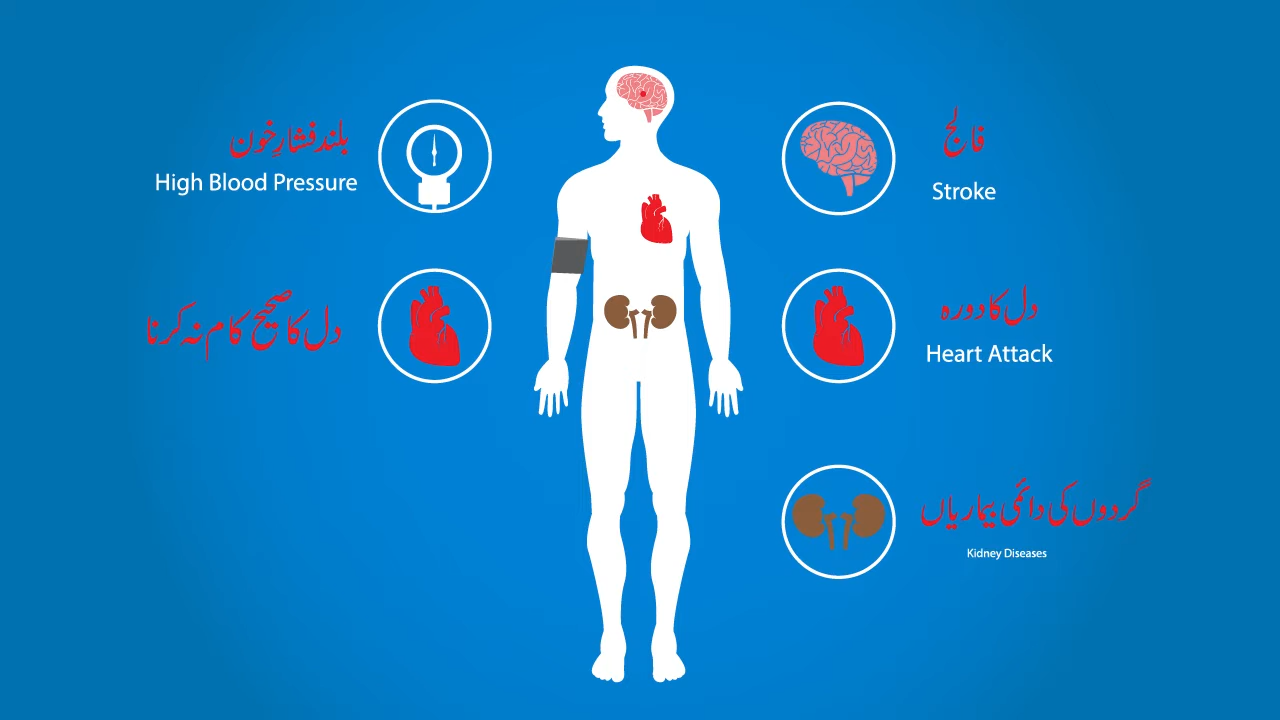 بلند فشارِ خون
High Blood Pressure
دل کا صحیح کام نہ کرنا
فالج
Stroke
دل کا دورہ
Heart Attack
گردوں کی دائمی بیماریاں
Kidney Diseases